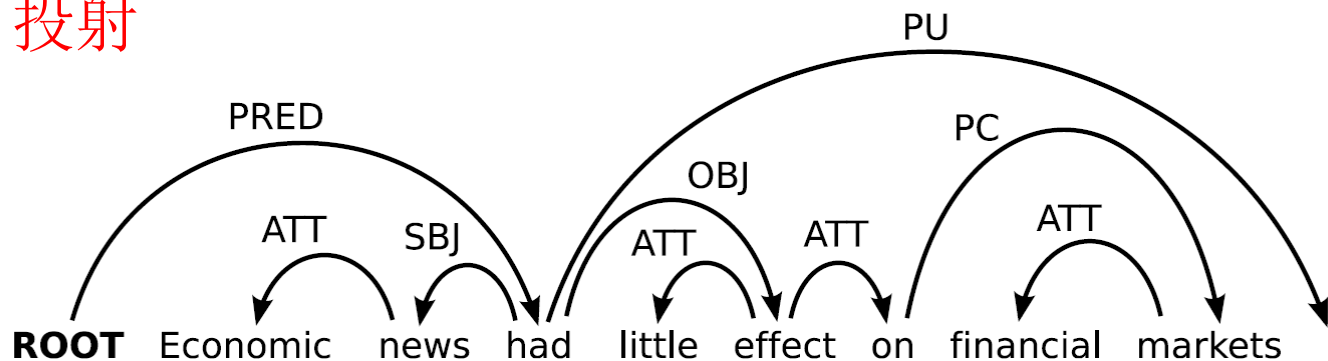 投射
PU
PRED
PC
OBJ
ATT SBJ ATT ATT ATT
ROOT Economic news had little effect on financial markets